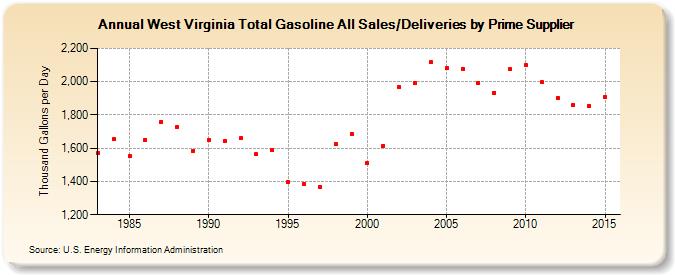 Annual West Virginia Total Gasoline All Sales/Deliveries by Prime Supplier
Thousand Gallons per Day
2,200
2,000
1,800
1,600
1,400
1,200
1985 1990 1995 2000 2005 2010 2015
Source: U.S. Energy Information Administration